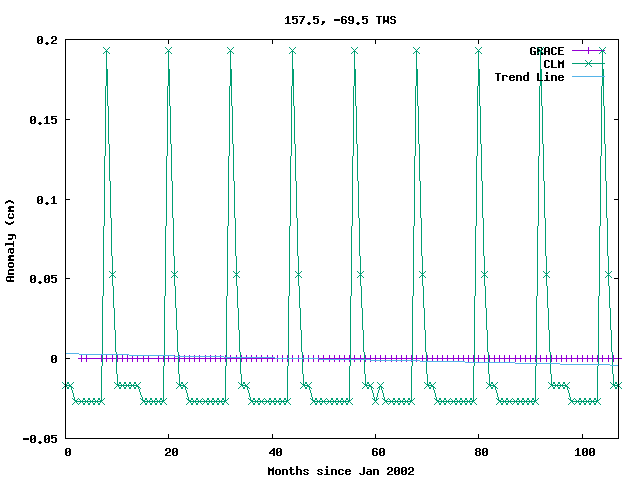 157.5, -69.5 TWS
GRACE
CLM
Trend Line
0.2
0.15
0.1
0.05
0
-0.05
Anomaly (cm)
0 20 40 60 80 100
Months since Jan 2002